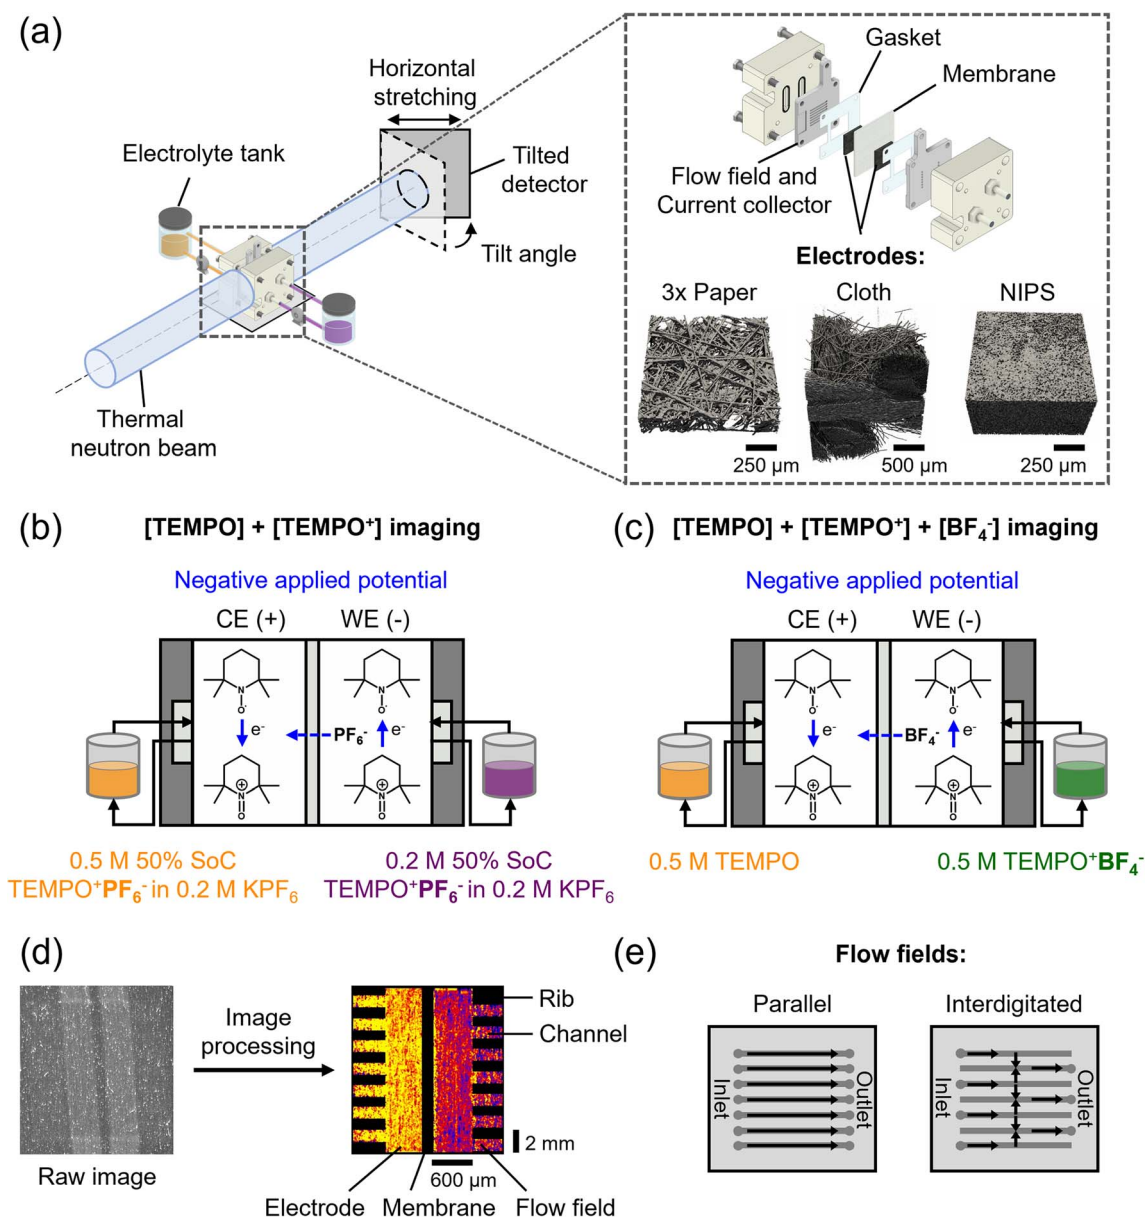 (a)
Horizontal
stretching
Electrolyte tank
Tilted
detector
Tilt angle
Thermal
neutron beam
Gasket
Membrane
Flow field and
Current collector
Electrodes:
3x Paper
Cloth
NIPS
250 µm
500 µm
250 µm
(b)
[TEMPO] + [TEMPO⁺] imaging
Negative applied potential
CE (+)
WE (-)
N
O·
N
O·
e⁻
PF₆⁻
e⁻
⊕
N
O
⊕
N
O
0.5 M 50% SoC
TEMPO⁺PF₆⁻ in 0.2 M KPF₆
0.2 M 50% SoC
TEMPO⁺PF₆⁻ in 0.2 M KPF₆
(c)
[TEMPO] + [TEMPO⁺] + [BF₄⁻] imaging
Negative applied potential
CE (+)
WE (-)
N
O·
N
O·
e⁻
BF₄⁻
e⁻
⊕
N
O
⊕
N
O
0.5 M TEMPO
0.5 M TEMPO⁺BF₄⁻
(d)
Image
processing
Rib
Channel
2 mm
600 µm
Raw image
Electrode
Membrane
Flow field
(e)
Flow fields:
Parallel
Interdigitated
Inlet
Outlet
Inlet
Outlet